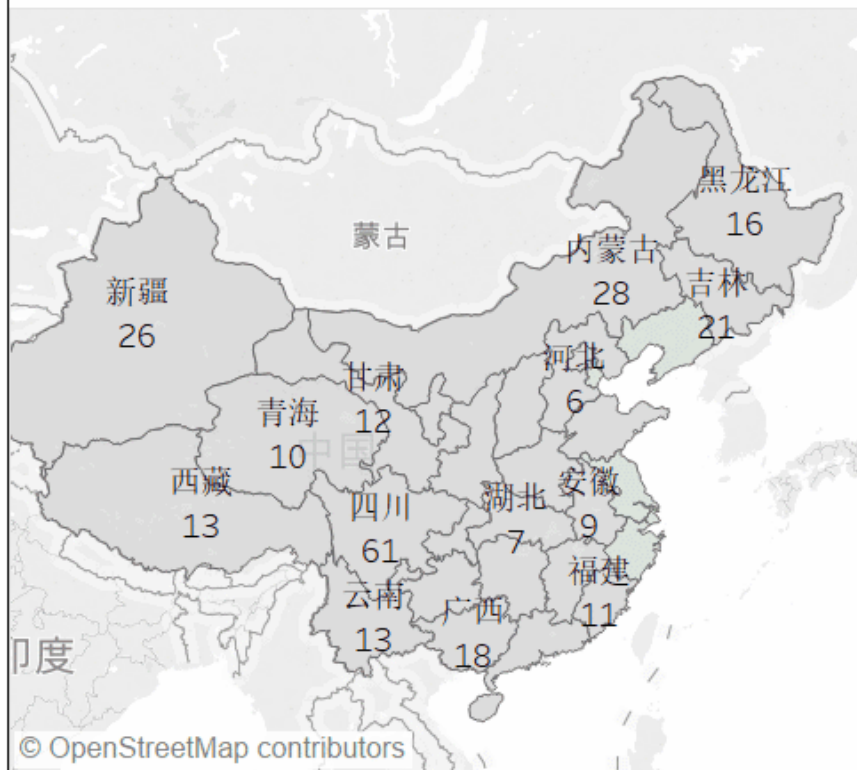 黑龙江
16
蒙古
内蒙古
28
吉林
21
新疆
26
河北
6
甘肃
12
青海
10
中国
西藏
13
四川
61
湖北
7
安徽
9
福建
11
云南
13
广西
18
印度
© OpenStreetMap contributors